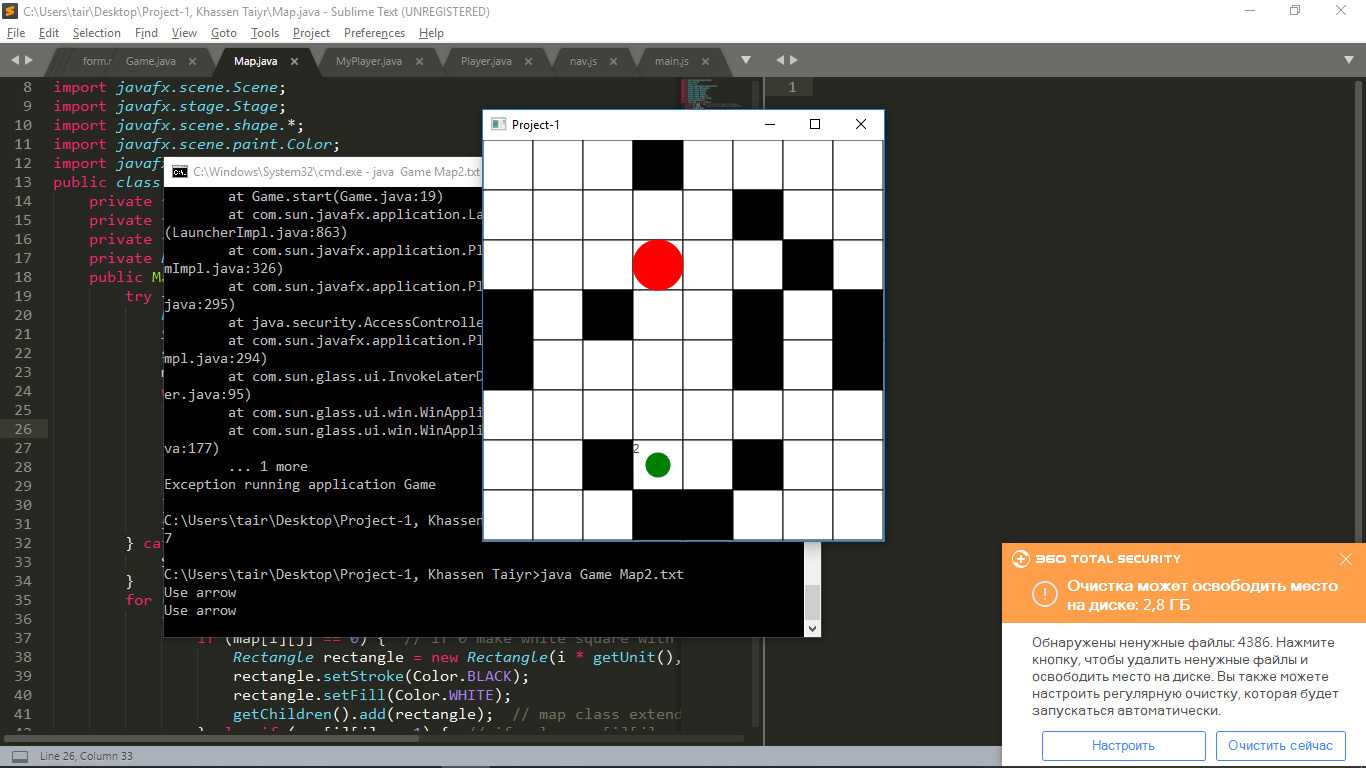 C:\Users\tair\Desktop\Project-1, Khassen Taiyr\Map.java - Sublime Text (UNREGISTERED)
File Edit Selection Find View Goto Tools Project Preferences Help
form.r Game.java Map.java MyPlayer.java Player.java nav.js main.js
8 import javafx.scene.Scene;
9 import javafx.stage.Stage;
10 import javafx.scene.shape.*;
11 import javafx.scene.paint.Color;
12 import javafx
13 public class
14 private
15 private
16 private
17 private
18 public Ma
19 try
20
21
22
23
24
25
26
27
28
29
30
31
32 } ca
33
34 }
35 for
36
37 if (map[i][j] == 0) { // if 0 make white square with
38 Rectangle rectangle = new Rectangle(i * getUnit(),
39 rectangle.setStroke(Color.BLACK);
40 rectangle.setFill(Color.WHITE);
41 getChildren().add(rectangle); // map class extend
1
C:\Windows\System32\cmd.exe - java Game Map2.txt
at Game.start(Game.java:19)
at com.sun.javafx.application.La
(LauncherImpl.java:863)
at com.sun.javafx.application.Pl
mImpl.java:326)
at com.sun.javafx.application.Pl
java:295)
at java.security.AccessControlle
at com.sun.javafx.application.Pl
mpl.java:294)
at com.sun.glass.ui.InvokeLaterD
er.java:95)
at com.sun.glass.ui.win.WinAppli
at com.sun.glass.ui.win.WinAppli
va:177)
... 1 more
Exception running application Game
C:\Users\tair\Desktop\Project-1, Khassen
7
C:\Users\tair\Desktop\Project-1, Khassen Taiyr>java Game Map2.txt
Use arrow
Use arrow
Project-1
2
360 TOTAL SECURITY
Очистка может освободить место
на диске: 2,8 ГБ
Обнаружены ненужные файлы: 4386. Нажмите
кнопку, чтобы удалить ненужные файлы и
освободить место на диске. Вы также можете
настроить регулярную очистку, которая будет
запускаться автоматически.
Настроить Очистить сейчас
Line 26, Column 33